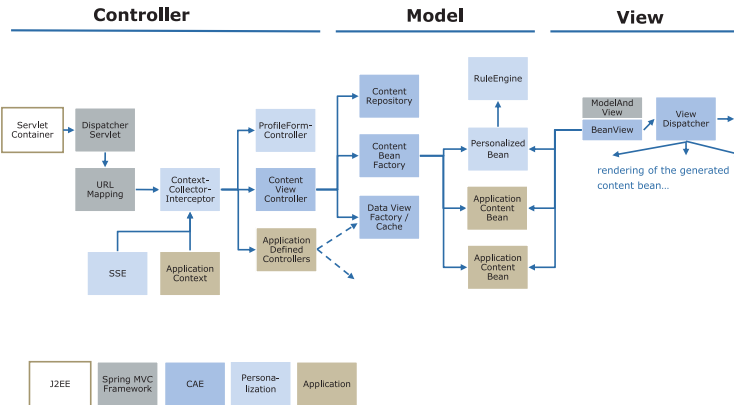 Controller
Model
View
Servlet
Container
Dispatcher
Servlet
URL
Mapping
Context-
Collector-
Interceptor
SSE
Application
Context
ProfileForm-
Controller
Content
View
Controller
Application
Defined
Controllers
Content
Repository
Content
Bean
Factory
Data View
Factory /
Cache
RuleEngine
Personalized
Bean
Application
Content
Bean
Application
Content
Bean
ModelAnd
View
BeanView
View
Dispatcher
rendering of the generated
content bean...
J2EE
Spring MVC
Framework
CAE
Persona-
lization
Application